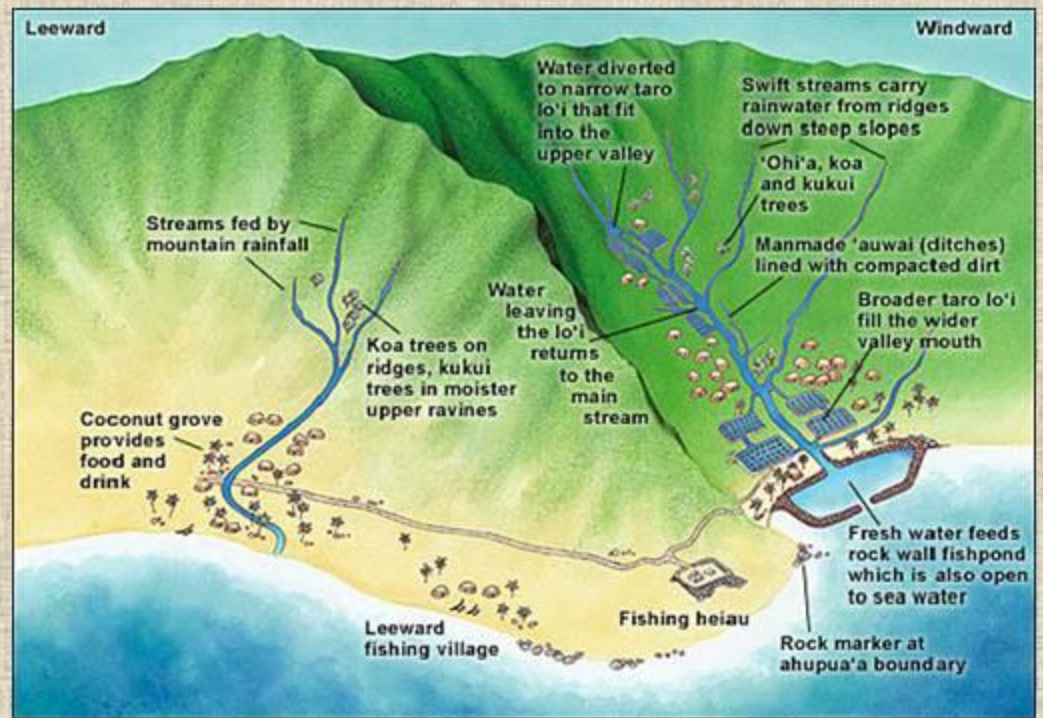 Leeward
Windward
Water diverted
to narrow taro
lo'i that fit
into the
upper valley
Swift streams carry
rainwater from ridges
down steep slopes
'Ohi'a, koa
and kukui
trees
Streams fed by
mountain rainfall
Manmade 'auwai (ditches)
lined with compacted dirt
Water
leaving
the lo'i
returns
to the
main
stream
Broader taro lo'i
fill the wider
valley mouth
Koa trees on
ridges, kukui
trees in moister
upper ravines
Coconut grove
provides
food and
drink
Fresh water feeds
rock wall fishpond
which is also open
to sea water
Fishing heiau
Leeward
fishing village
Rock marker at
ahupua'a boundary